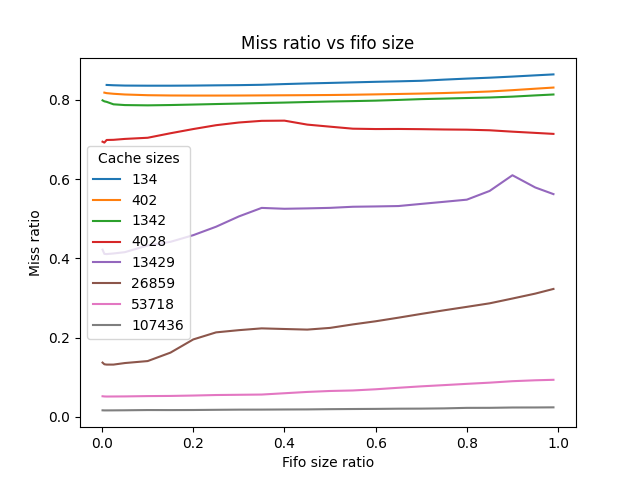 Miss ratio vs fifo size
Miss ratio
0.8
0.6
0.4
0.2
0.0
Cache sizes
134
402
1342
4028
13429
26859
53718
107436
0.0 0.2 0.4 0.6 0.8 1.0
Fifo size ratio